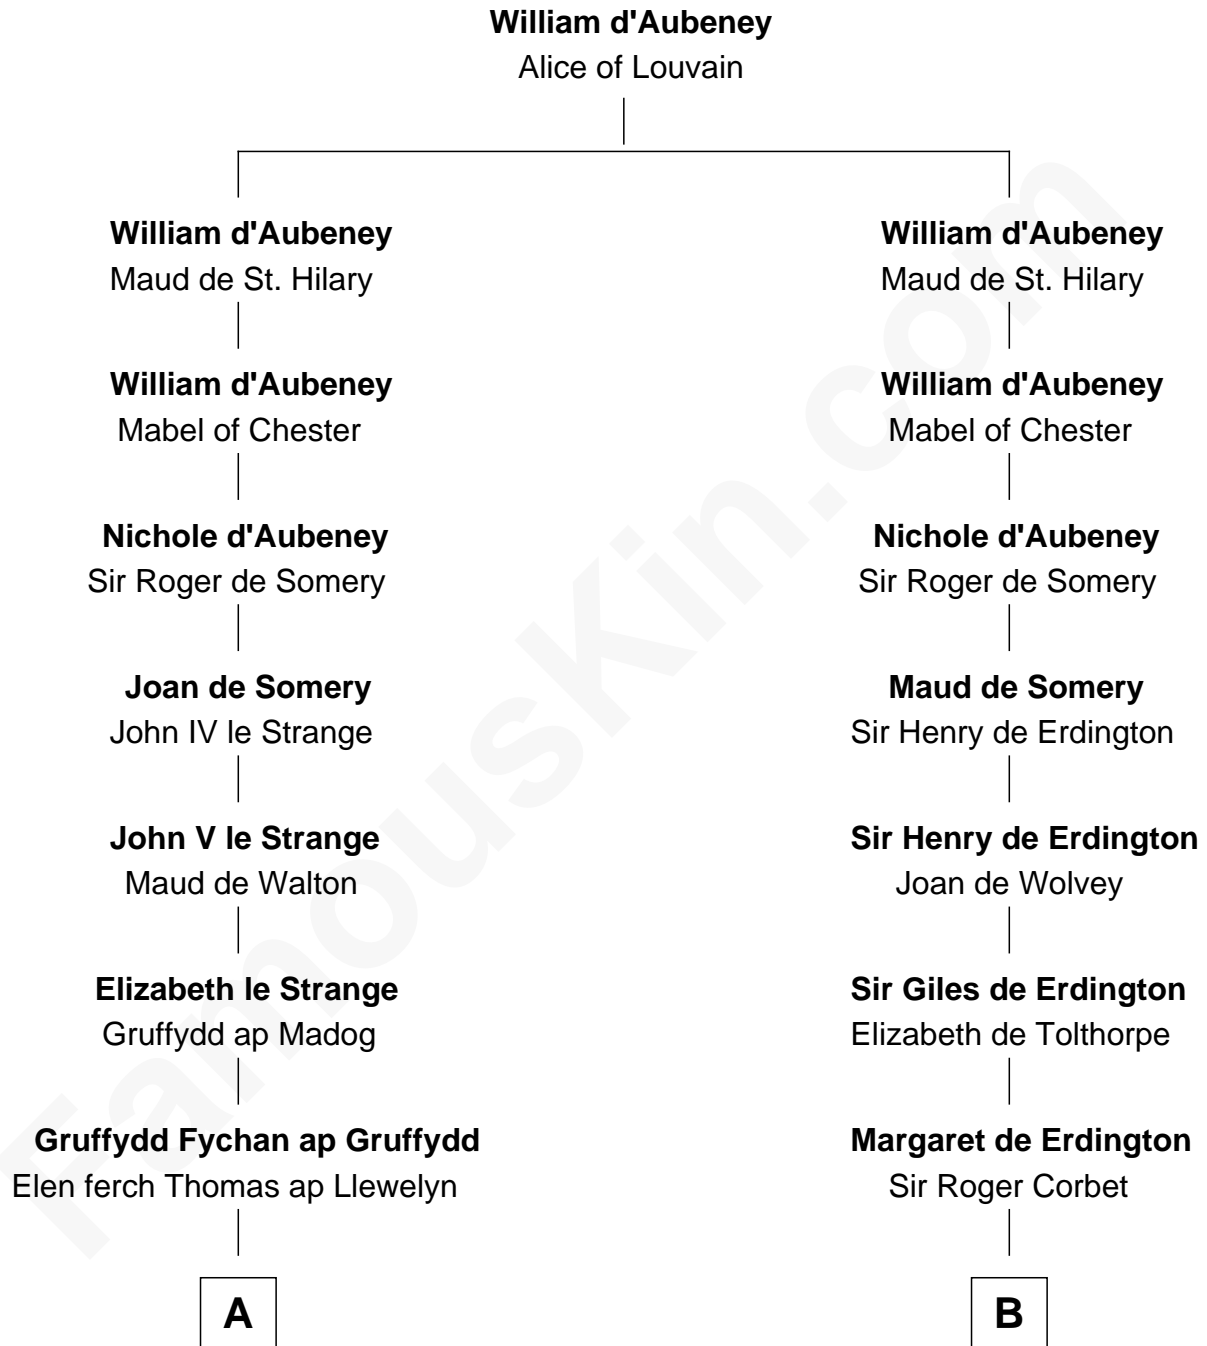 William d'Aubeney
Alice of Louvain
William d'Aubeney
Maud de St. Hilary
William d'Aubeney
Mabel of Chester
Nichole d'Aubeney
Sir Roger de Somery
Joan de Somery
John IV le Strange
John V le Strange
Maud de Walton
Elizabeth le Strange
Gruffydd ap Madog
Gruffydd Fychan ap Gruffydd
Elen ferch Thomas ap Llewelyn
A
William d'Aubeney
Maud de St. Hilary
William d'Aubeney
Mabel of Chester
Nichole d'Aubeney
Sir Roger de Somery
Maud de Somery
Sir Henry de Erdington
Sir Henry de Erdington
Joan de Wolvey
Sir Giles de Erdington
Elizabeth de Tolthorpe
Margaret de Erdington
Sir Roger Corbet
B
FamousKin.com